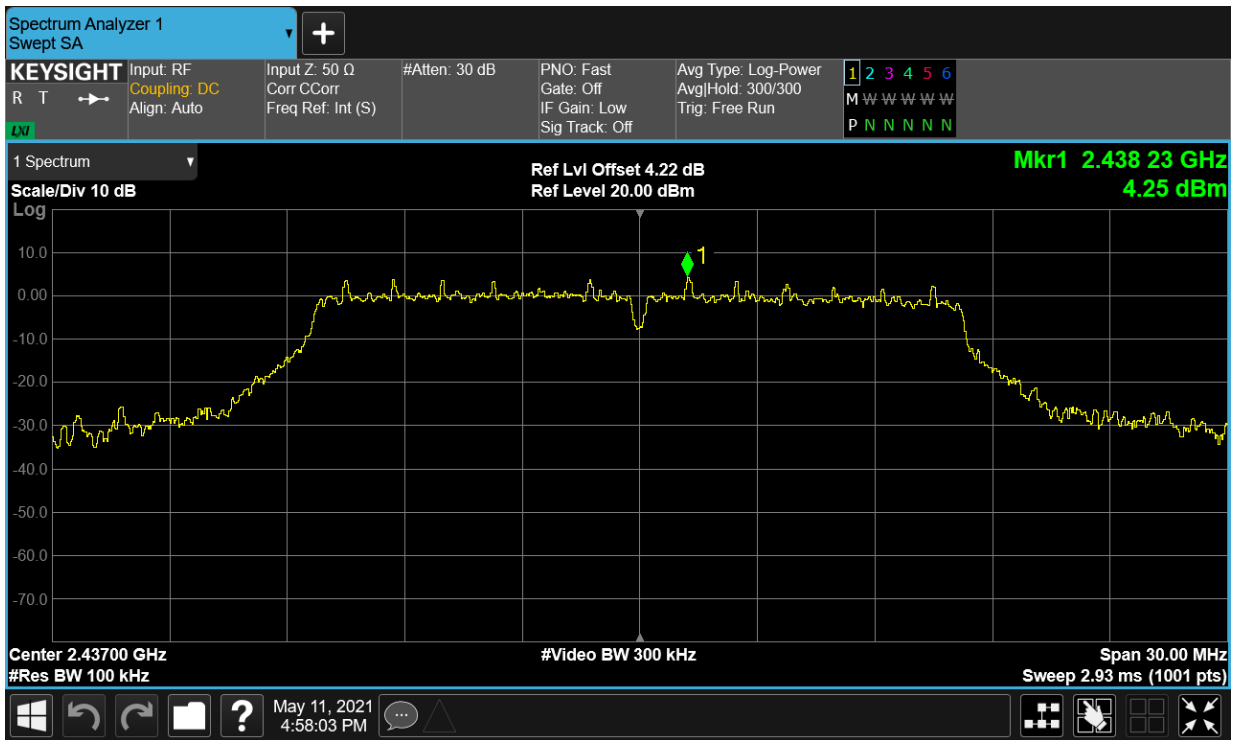 Spectrum Analyzer 1
Swept SA
+
KEYSIGHT
R T
LXI
Input: RF
Coupling: DC
Align: Auto
Input Z: 50 Ω
Corr CCorr
Freq Ref: Int (S)
#Atten: 30 dB
PNO: Fast
Gate: Off
IF Gain: Low
Sig Track: Off
Avg Type: Log-Power
Avg|Hold: 300/300
Trig: Free Run
1 2 3 4 5 6
M W W W W W
P N N N N N
1 Spectrum
Scale/Div 10 dB
Log
Ref Lvl Offset 4.22 dB
Ref Level 20.00 dBm
Mkr1 2.438 23 GHz
4.25 dBm
1
10.0
0.00
-10.0
-20.0
-30.0
-40.0
-50.0
-60.0
-70.0
Center 2.43700 GHz
#Res BW 100 kHz
#Video BW 300 kHz
Span 30.00 MHz
Sweep 2.93 ms (1001 pts)
?
May 11, 2021
4:58:03 PM
...